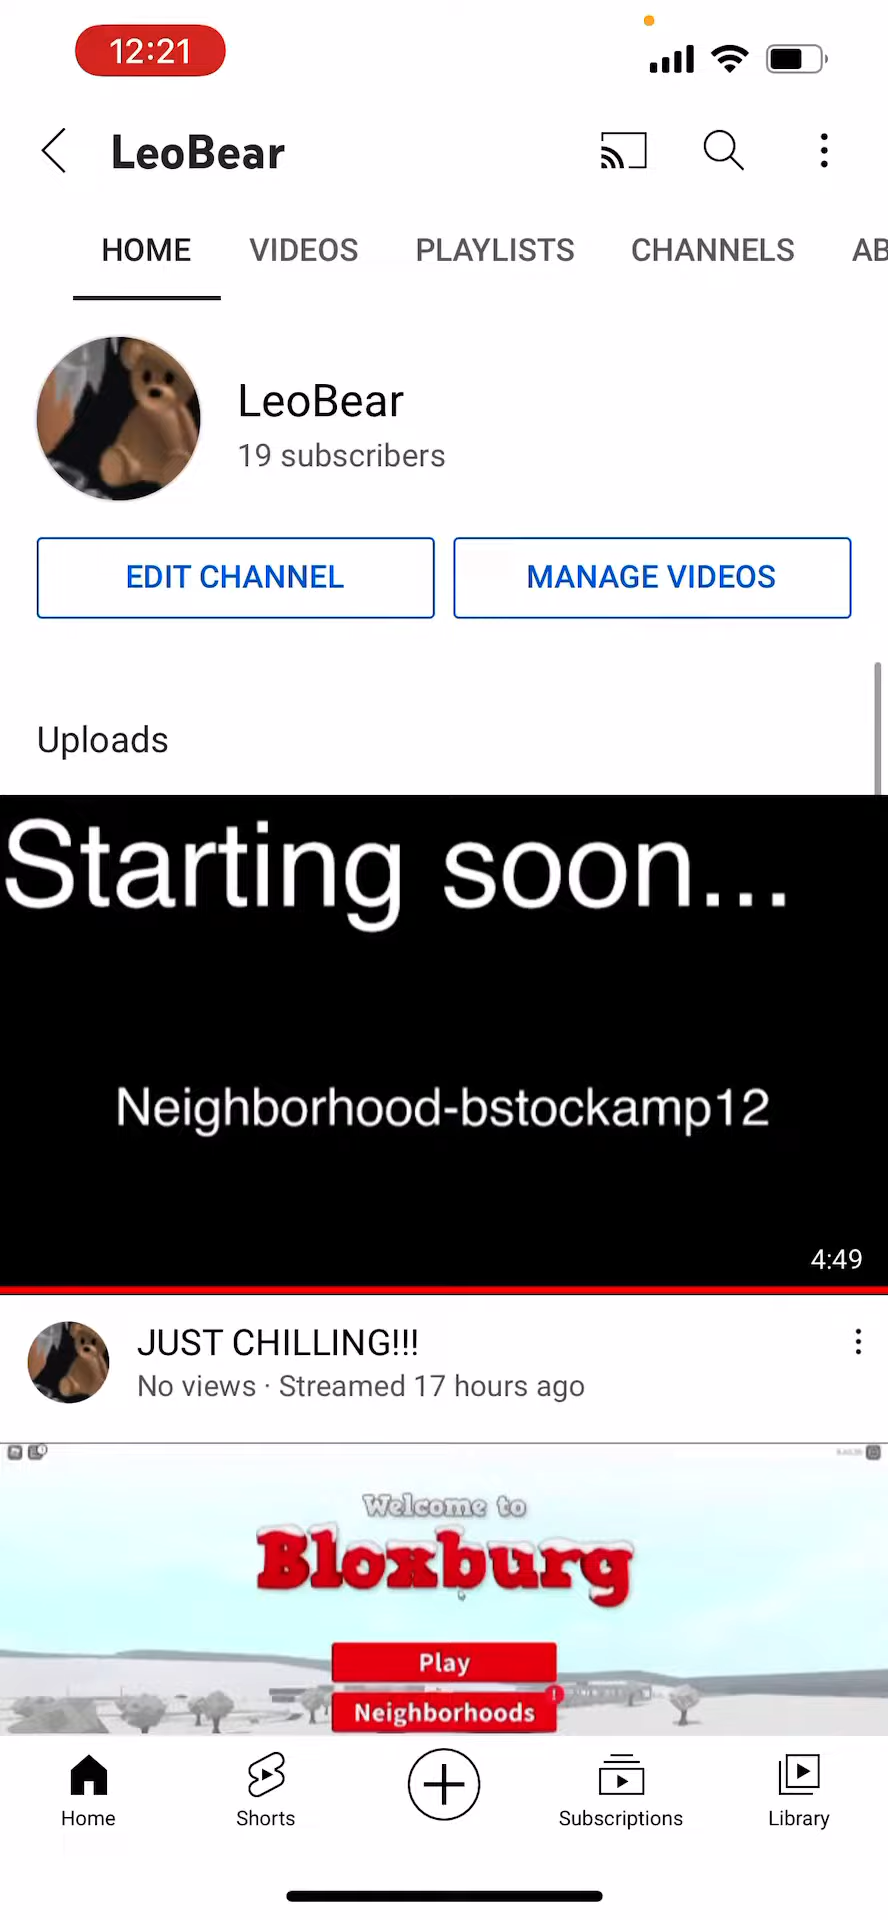 12:21
LeoBear
HOME VIDEOS PLAYLISTS CHANNELS AB
LeoBear
19 subscribers
EDIT CHANNEL MANAGE VIDEOS
Uploads
Starting soon...
Neighborhood-bstockamp12
4:49
JUST CHILLING!!!
No views · Streamed 17 hours ago
Welcome to
Bloxburg
Play
!
Neighborhoods
Home Shorts Subscriptions Library